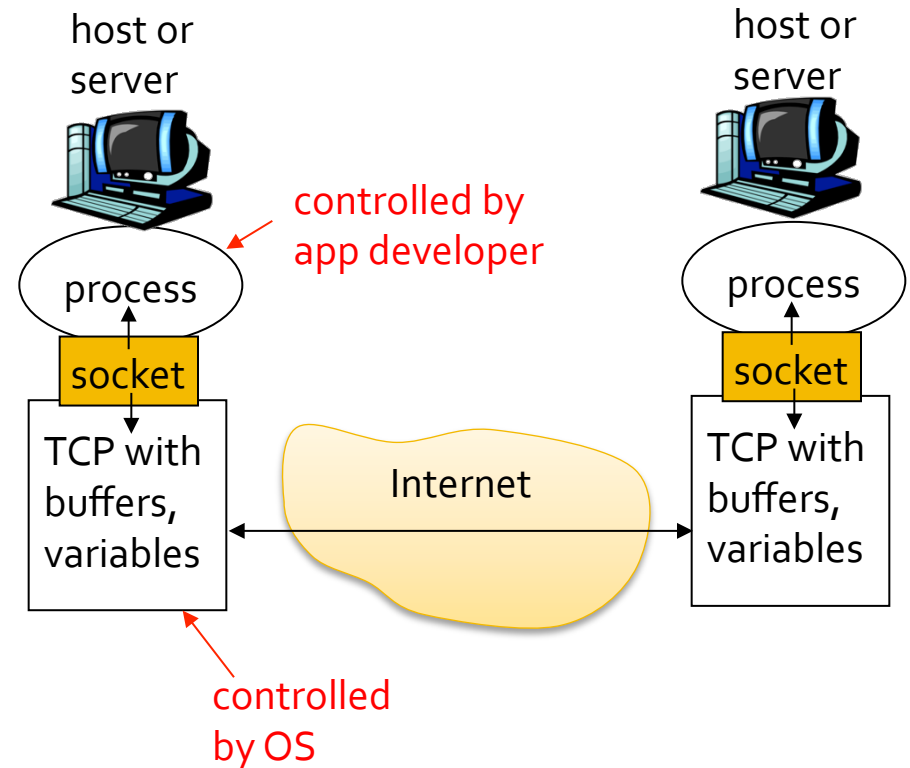 host or
server
controlled by
app developer
process
socket
TCP with
buffers,
variables
controlled
by OS
Internet
host or
server
process
socket
TCP with
buffers,
variables